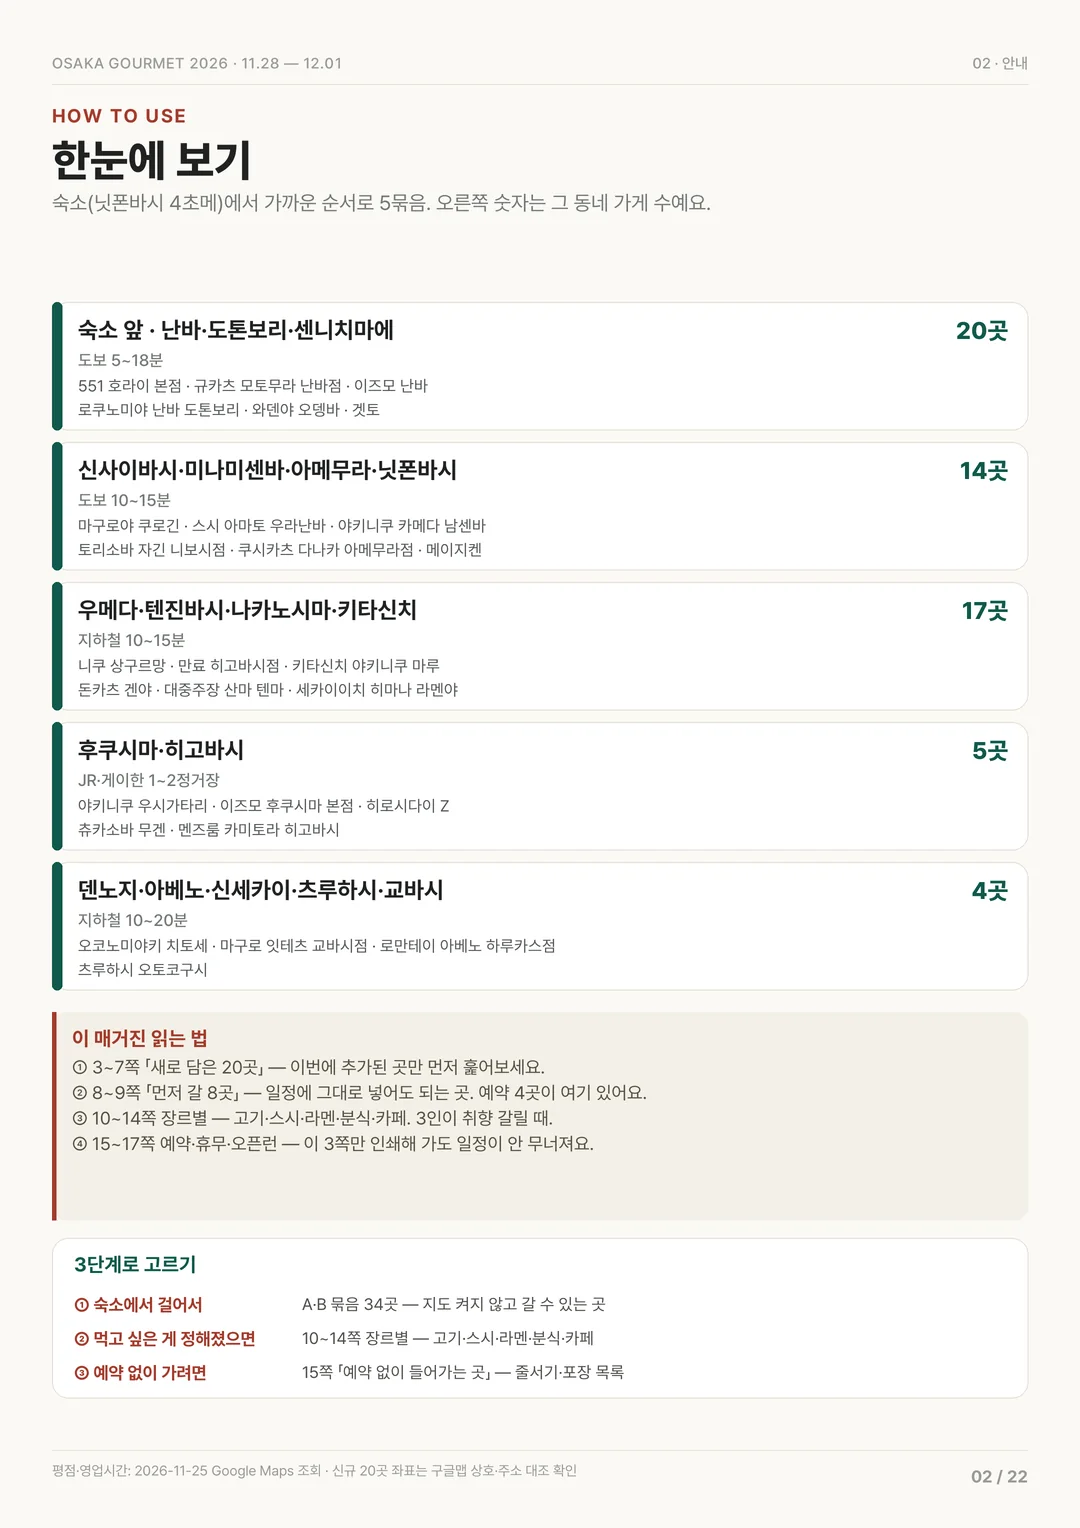 OSAKA GOURMET 2026 · 11.28 — 12.01
02 · 안내
HOW TO USE
한눈에 보기
숙소(닛폰바시 4초메)에서 가까운 순서로 5묶음. 오른쪽 숫자는 그 동네 가게 수예요.
숙소 앞 · 난바·도톤보리·센니치마에
20곳
도보 5~18분
551 호라이 본점 · 규카츠 모토무라 난바점 · 이즈모 난바
로쿠노미야 난바 도톤보리 · 와덴야 오뎅바 · 겟토
신사이바시·미나미센바·아메무라·닛폰바시
14곳
도보 10~15분
마구로야 쿠로긴 · 스시 아마토 우라난바 · 야키니쿠 카메다 남센바
토리소바 자긴 니보시점 · 쿠시카츠 다나카 아메무라점 · 메이지켄
우메다·텐진바시·나카노시마·키타신치
17곳
지하철 10~15분
니쿠 상구르망 · 만료 히고바시점 · 키타신치 야키니쿠 마루
돈카츠 겐야 · 대중주장 산마 텐마 · 세카이이치 히마나 라멘야
후쿠시마·히고바시
5곳
JR·게이한 1~2정거장
야키니쿠 우시가타리 · 이즈모 후쿠시마 본점 · 히로시다이 Z
츄카소바 무겐 · 멘즈룸 카미토라 히고바시
덴노지·아베노·신세카이·츠루하시·교바시
4곳
지하철 10~20분
오코노미야키 치토세 · 마구로 잇테츠 교바시점 · 로만테이 아베노 하루카스점
츠루하시 오토코구시
이 매거진 읽는 법
① 3~7쪽 「새로 담은 20곳」 — 이번에 추가된 곳만 먼저 훑어보세요.
② 8~9쪽 「먼저 갈 8곳」 — 일정에 그대로 넣어도 되는 곳. 예약 4곳이 여기 있어요.
③ 10~14쪽 장르별 — 고기·스시·라멘·분식·카페. 3인이 취향 갈릴 때.
④ 15~17쪽 예약·휴무·오픈런 — 이 3쪽만 인쇄해 가도 일정이 안 무너져요.
3단계로 고르기
① 숙소에서 걸어서
A·B 묶음 34곳 — 지도 켜지 않고 갈 수 있는 곳
② 먹고 싶은 게 정해졌으면
10~14쪽 장르별 — 고기·스시·라멘·분식·카페
③ 예약 없이 가려면
15쪽 「예약 없이 들어가는 곳」 — 줄서기·포장 목록
평점·영업시간: 2026-11-25 Google Maps 조회 · 신규 20곳 좌표는 구글맵 상호·주소 대조 확인
02 / 22